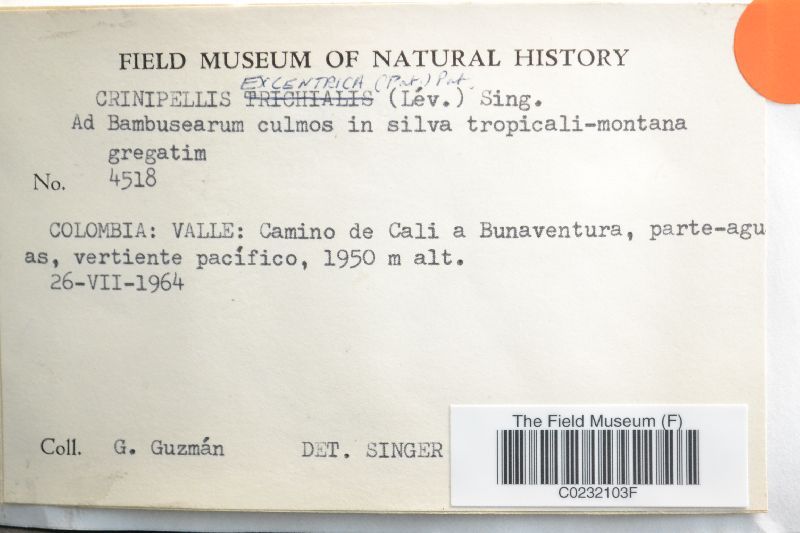 FIELD MUSEUM OF NATURAL HISTORY
EXCENTRICA (Pat.) Pat.
CRINIPELLIS TRICHIALIS (Lév.) Sing.
Ad Bambusearum culmos in silva tropicali-montana
gregatim
No. 4518
COLOMBIA: VALLE: Camino de Cali a Bunaventura, parte-agu
as, vertiente pacífico, 1950 m alt.
26-VII-1964
Coll. G. Guzmán DET. SINGER
The Field Museum (F)
C0232103F